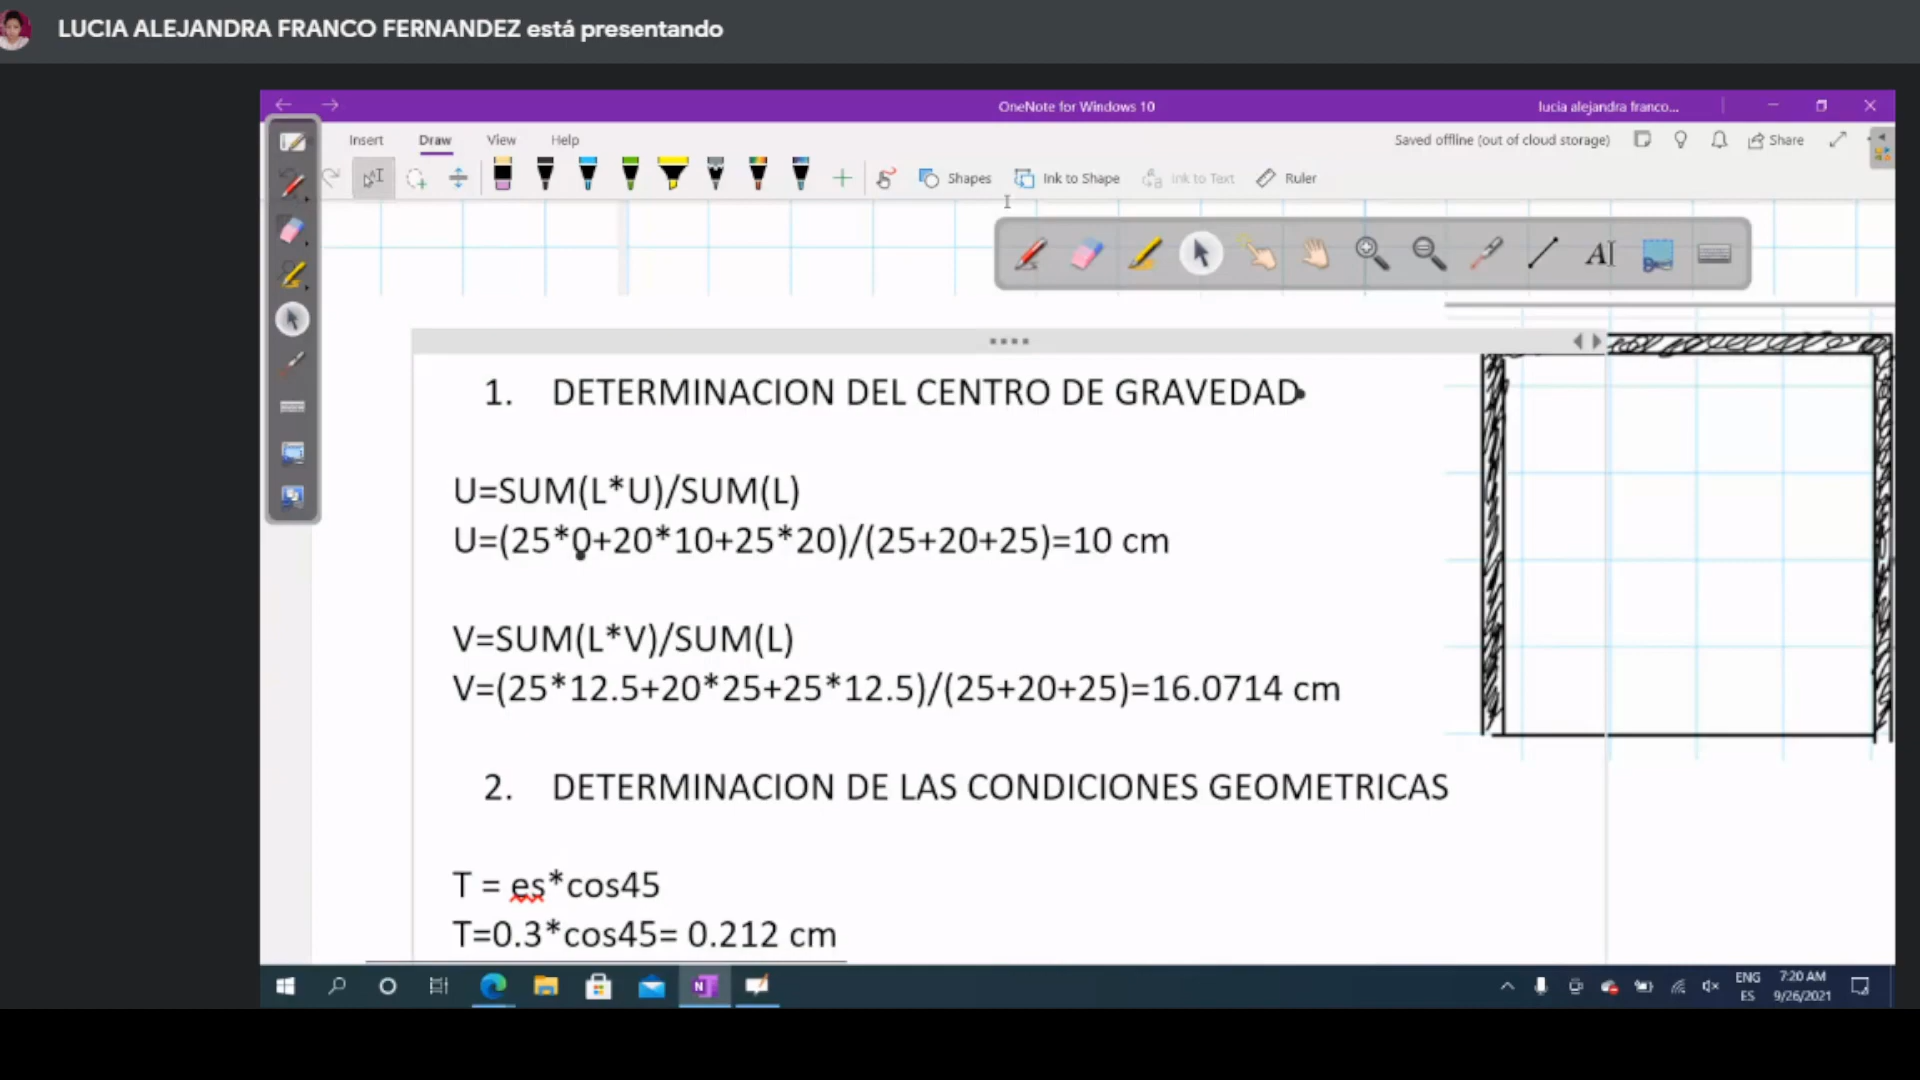 LUCIA ALEJANDRA FRANCO FERNANDEZ está presentando
OneNote for Windows 10
lucia alejandra franco...
Insert Draw View Help
Saved offline (out of cloud storage)
Share
Shapes
Ink to Shape
Ink to Text
Ruler
1. DETERMINACION DEL CENTRO DE GRAVEDAD
U=SUM(L*U)/SUM(L)
U=(25*0+20*10+25*20)/(25+20+25)=10 cm
V=SUM(L*V)/SUM(L)
V=(25*12.5+20*25+25*12.5)/(25+20+25)=16.0714 cm
2. DETERMINACION DE LAS CONDICIONES GEOMETRICAS
T = es*cos45
T=0.3*cos45= 0.212 cm
ENG
ES
7:20 AM
9/26/2021